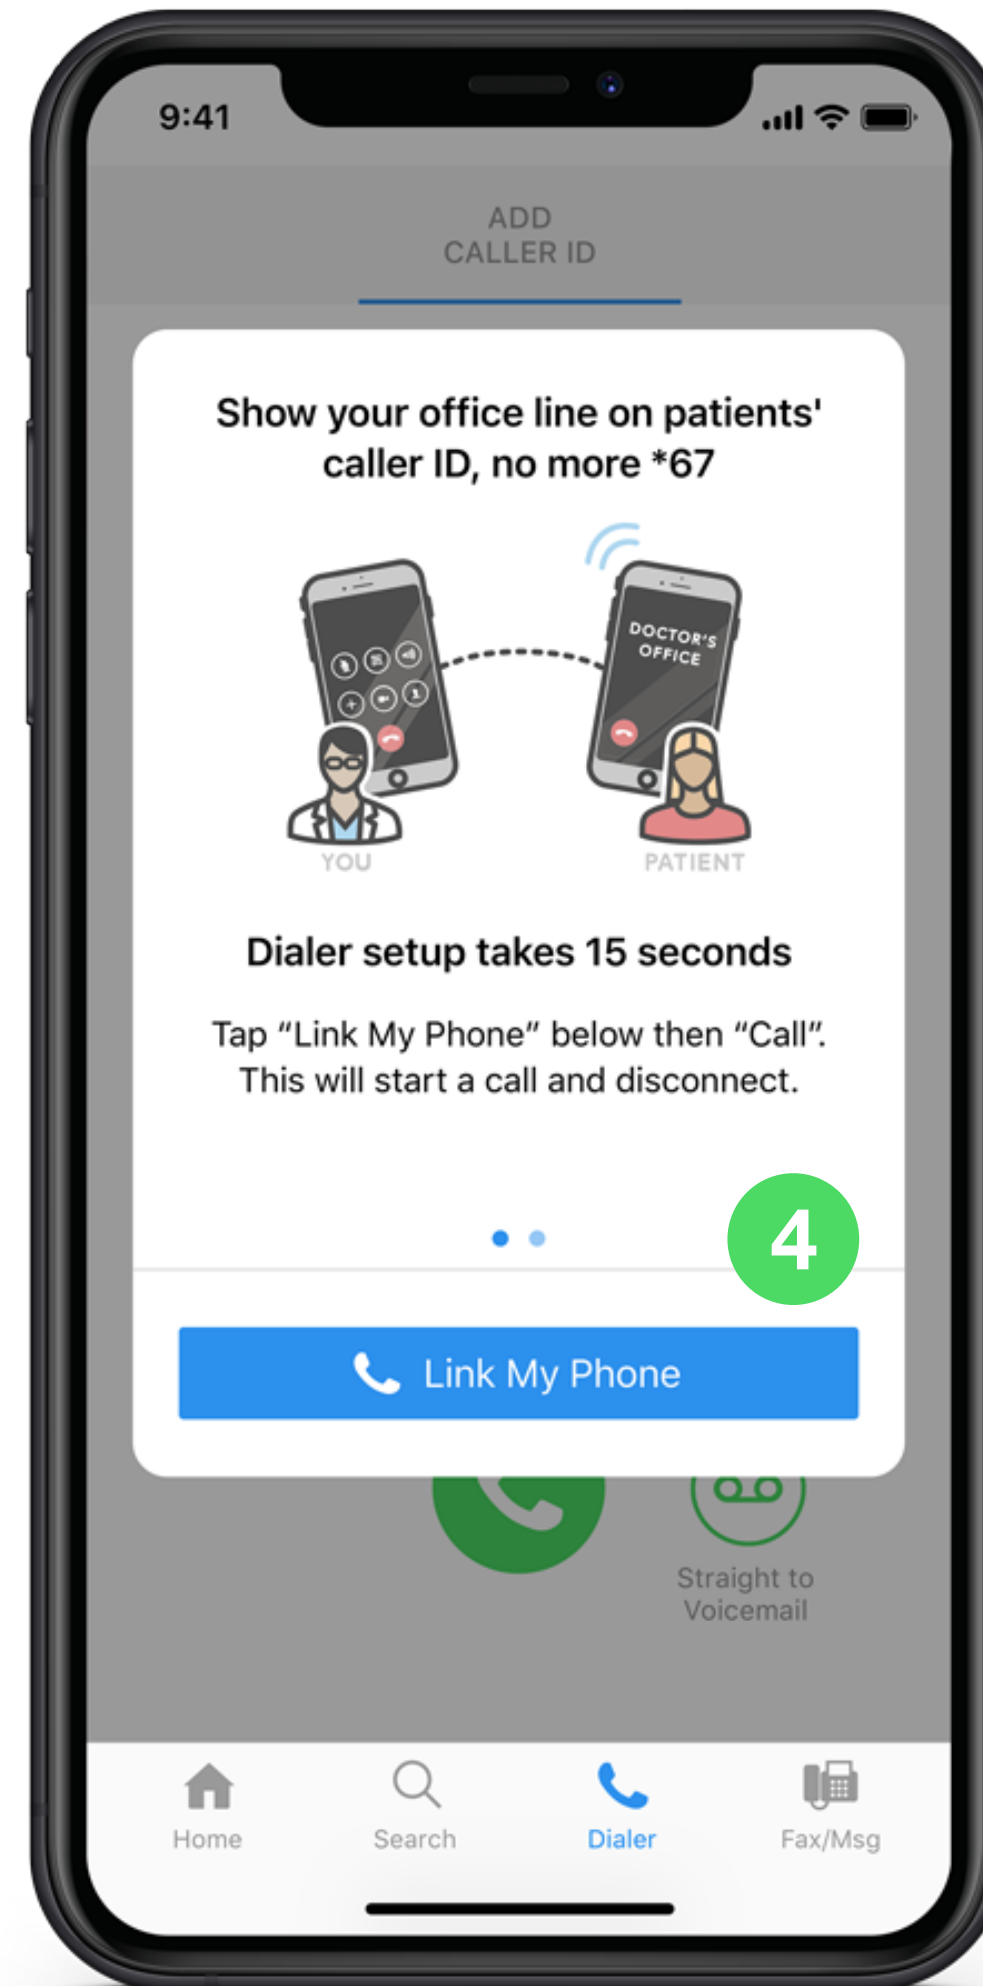 9:41
ADD
CALLER ID
Show your office line on patients'
caller ID, no more *67
DOCTOR'S
OFFICE
YOU
PATIENT
Dialer setup takes 15 seconds
Tap “Link My Phone” below then “Call”.
This will start a call and disconnect.
4
Link My Phone
Straight to
Voicemail
Home
Search
Dialer
Fax/Msg